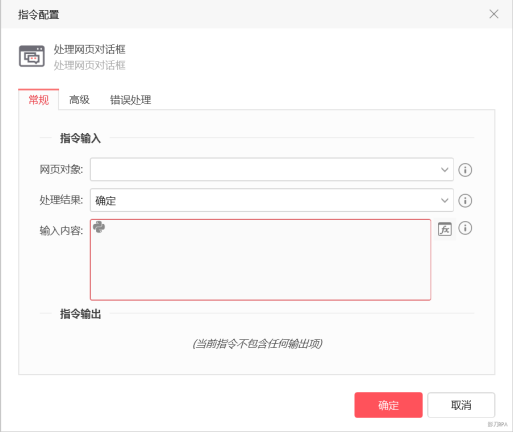 指令配置
处理网页对话框
处理网页对话框
常规 高级 错误处理
指令输入
网页对象:
处理结果: 确定
输入内容: fx
指令输出
(当前指令不包含任何输出项)
确定 取消